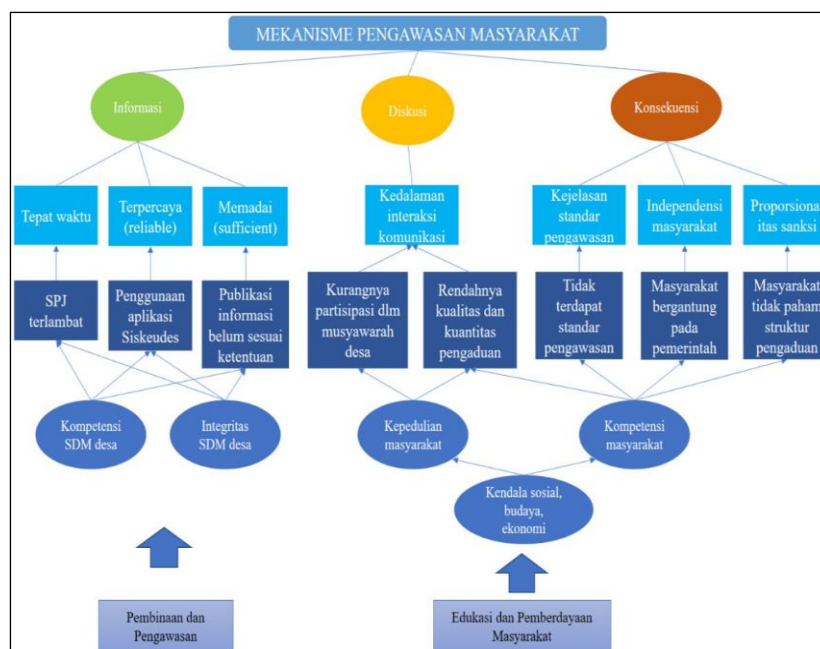 MEKANISME PENGAWASAN MASYARAKAT
Informasi
Diskusi
Konsekuensi
Tepat waktu
Terpercaya
(reliable)
Memadai
(sufficient)
Kedalaman
interaksi
komunikasi
Kejelasan
standar
pengawasan
Independensi
masyarakat
Proporsional
itas sanksi
SPJ
terlambat
Penggunaan
aplikasi
Siskeudes
Publikasi
informasi
belum sesuai
ketentuan
Kurangnya
partisipasi dlm
musyawarah
desa
Rendahnya
kualitas dan
kuantitas
pengaduan
Tidak
terdapat
standar
pengawasan
Masyarakat
bergantung
pada
pemerintah
Masyarakat
tidak paham
struktur
pengaduan
Kompetensi
SDM desa
Integritas
SDM desa
Kepedulian
masyarakat
Kompetensi
masyarakat
Kendala sosial,
budaya,
ekonomi
Pembinaan dan
Pengawasan
Edukasi dan Pemberdayaan
Masyarakat